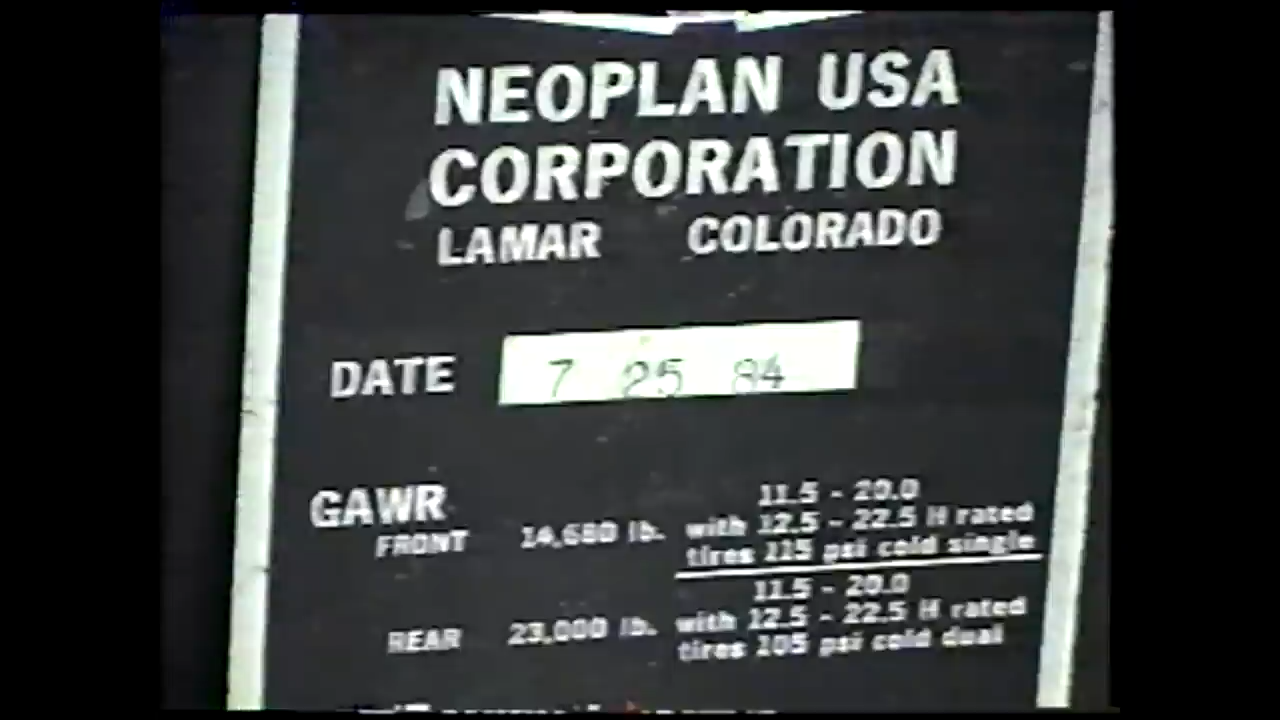 NEOPLAN USA
CORPORATION
LAMAR COLORADO
DATE 7 25 84
GAWR
11.5 - 20.0
FRONT 14,680 lb. with 12.5 - 22.5 H rated
tires 115 psi cold single
11.5 - 20.0
REAR 23,000 lb. with 12.5 - 22.5 H rated
tires 105 psi cold dual